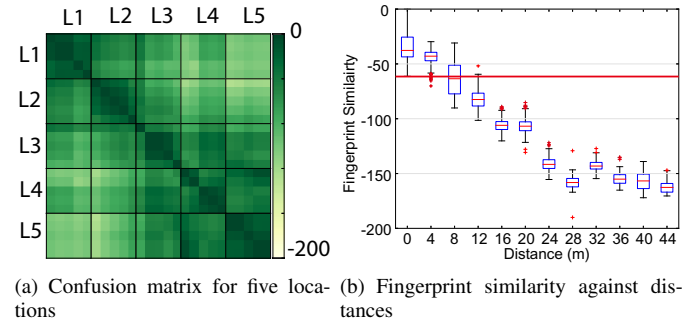 L1 L2 L3 L4 L5
L1
L2
L3
L4
L5
0
-200
0
-50
-100
-150
-200
Fingerprint Similairty
0 4 8 12 16 20 24 28 32 36 40 44
Distance (m)
(a) Confusion matrix for five loca-
tions
(b) Fingerprint similarity against dis-
tances